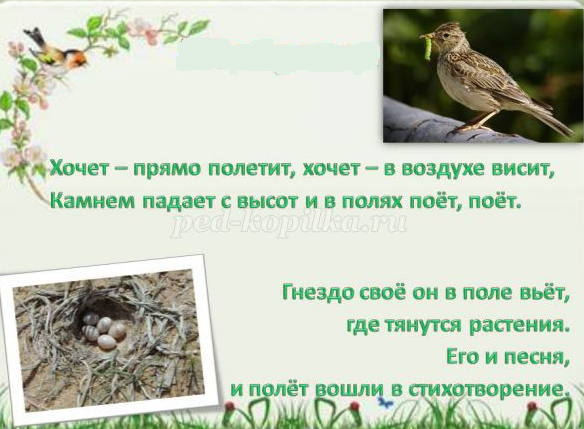 Хочет – прямо полетит, хочет – в воздухе висит,
Камнем падает с высот и в полях поёт, поёт.
ped-kopilka.ru
Гнездо своё он в поле вьёт,
где тянутся растения.
Его и песня,
и полёт вошли в стихотворение.